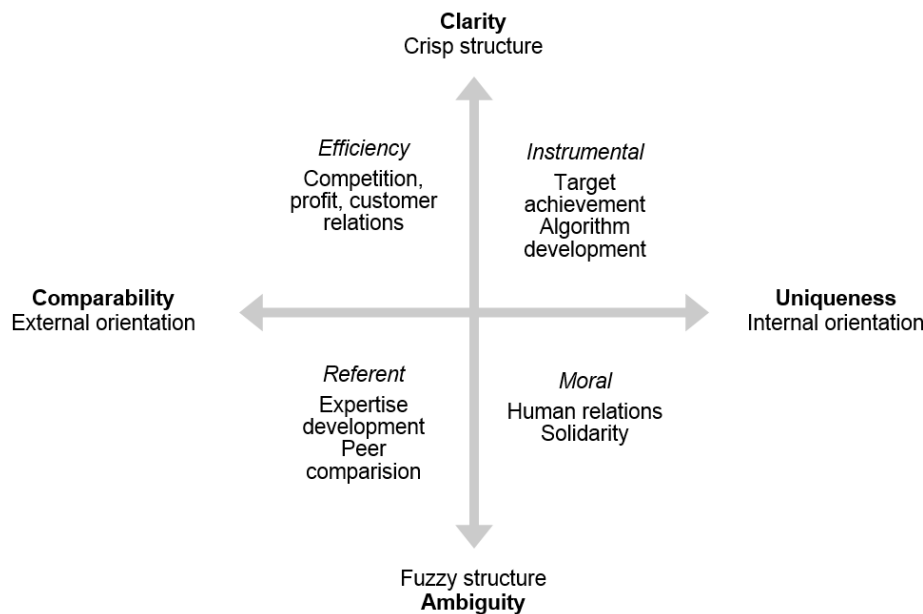 Clarity
Crisp structure
Efficiency
Competition,
profit, customer
relations
Instrumental
Target
achievement
Algorithm
development
Comparability
External orientation
Uniqueness
Internal orientation
Referent
Expertise
development
Peer
comparision
Moral
Human relations
Solidarity
Fuzzy structure
Ambiguity